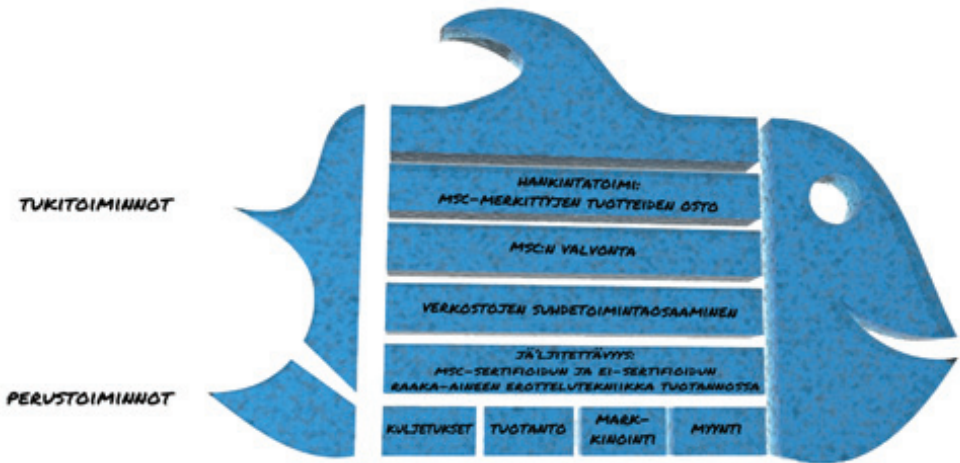 TUKITOIMINNOT
HANKINTATOIMI:
MSC-MERKITTYJEN TUOTTEIDEN OSTO
MSC:N VALVONTA
VERKOSTOJEN SUHDETOIMINTAOSAAMINEN
JÄLJITETTÄVYYS:
MSC-SERTIFIOIDUN JA EI-SERTIFIOIDUN
RAAKA-AINEEN EROTTELUTEKNIIKKA TUOTANNOSSA
PERUSTOIMINNOT
KULJETUKSET
TUOTANTO
MARK-
KINOINTI
MYYNTI